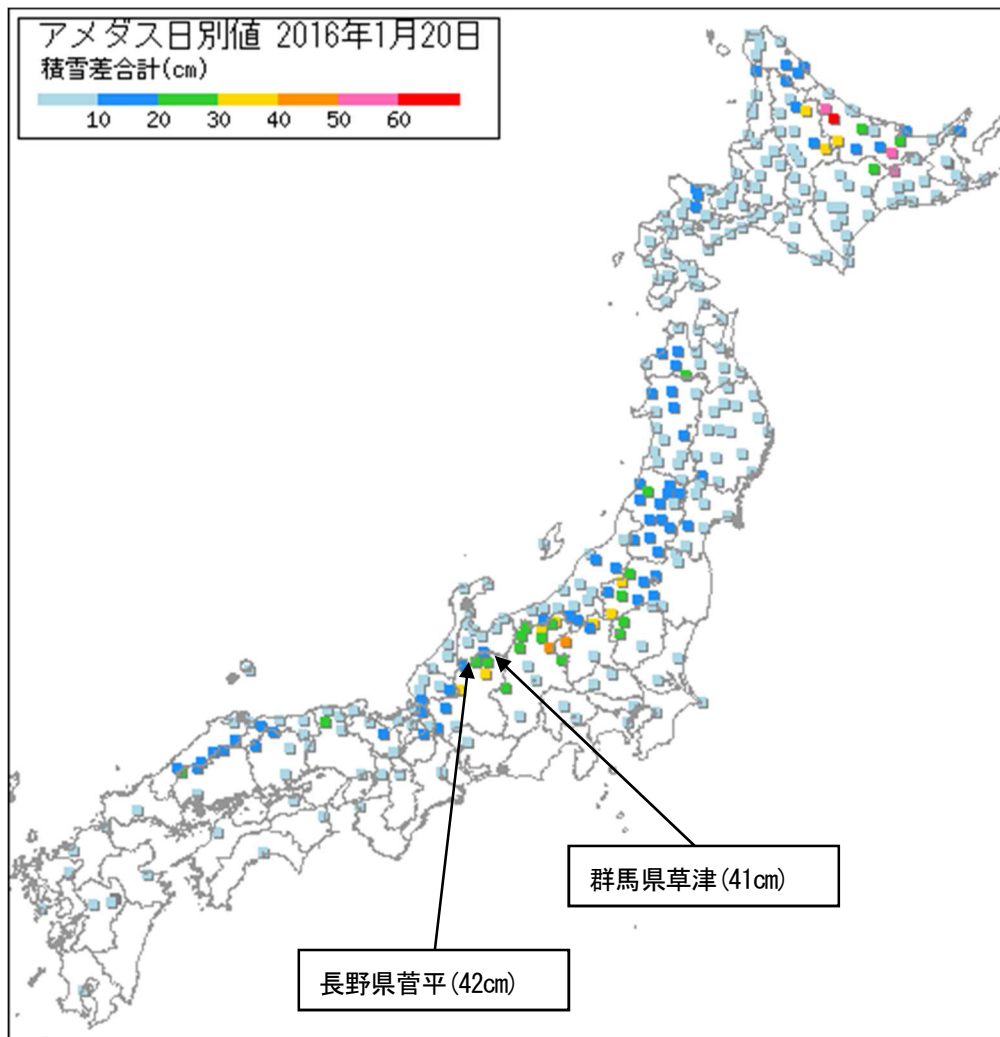 アメダス日別値 2016年1月20日
積雪差合計(cm)
10 20 30 40 50 60
群馬県草津(41cm)
長野県菅平(42cm)